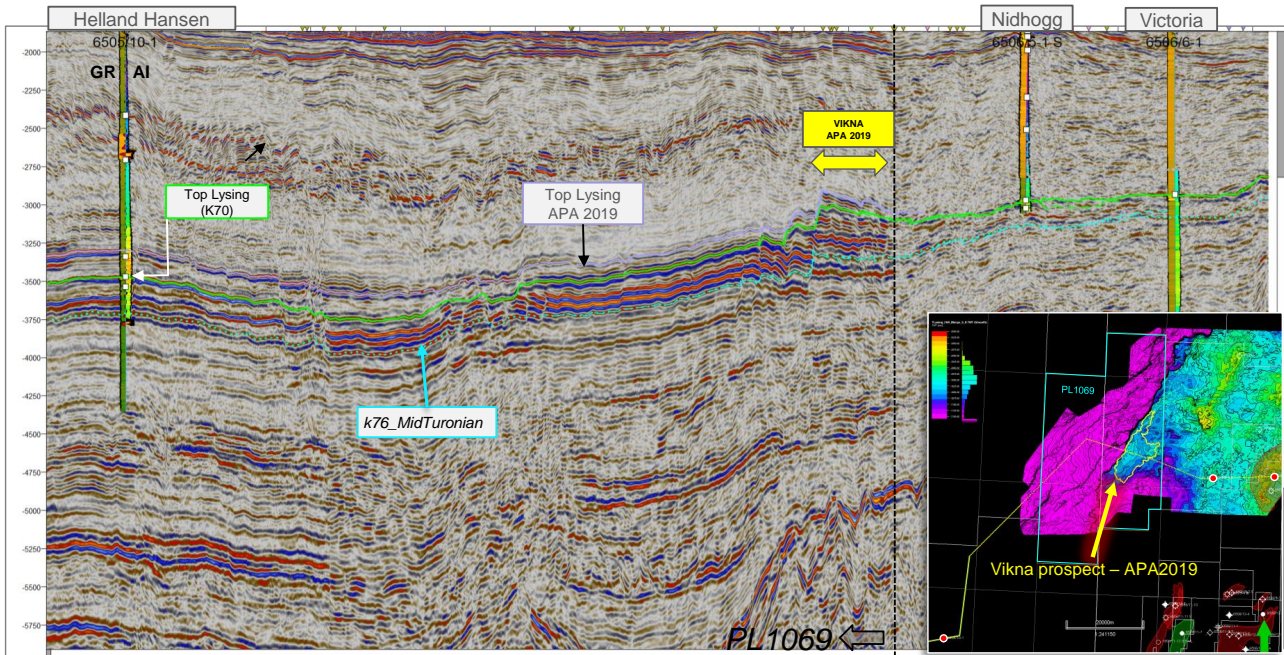 Helland Hansen
Nidhogg
Victoria
6505/10-1
6506/5-1 S
6506/6-1
GR
AI
-2000
-2250
-2500
-2750
-3000
-3250
-3500
-3750
-4000
-4250
-4500
-4750
-5000
-5250
-5500
-5750
VIKNA
APA 2019
Top Lysing
(K70)
Top Lysing
APA 2019
k76_MidTuronian
PL1069
PL1069
Vikna prospect – APA2019
20000m
1:241150